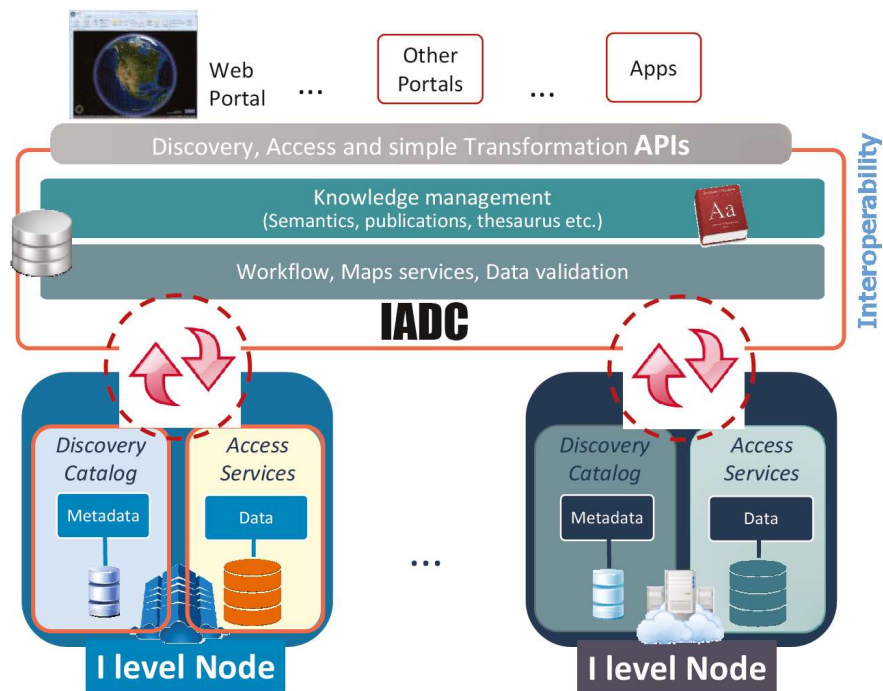 Web
Portal
...
Other
Portals
...
Apps
Discovery, Access and simple Transformation APIs
Interoperability
Knowledge management
(Semantics, publications, thesaurus etc.)
Aa
Workflow, Maps services, Data validation
IADC
Discovery
Catalog
Access
Services
Metadata
Data
I level Node
...
Discovery
Catalog
Access
Services
Metadata
Data
I level Node